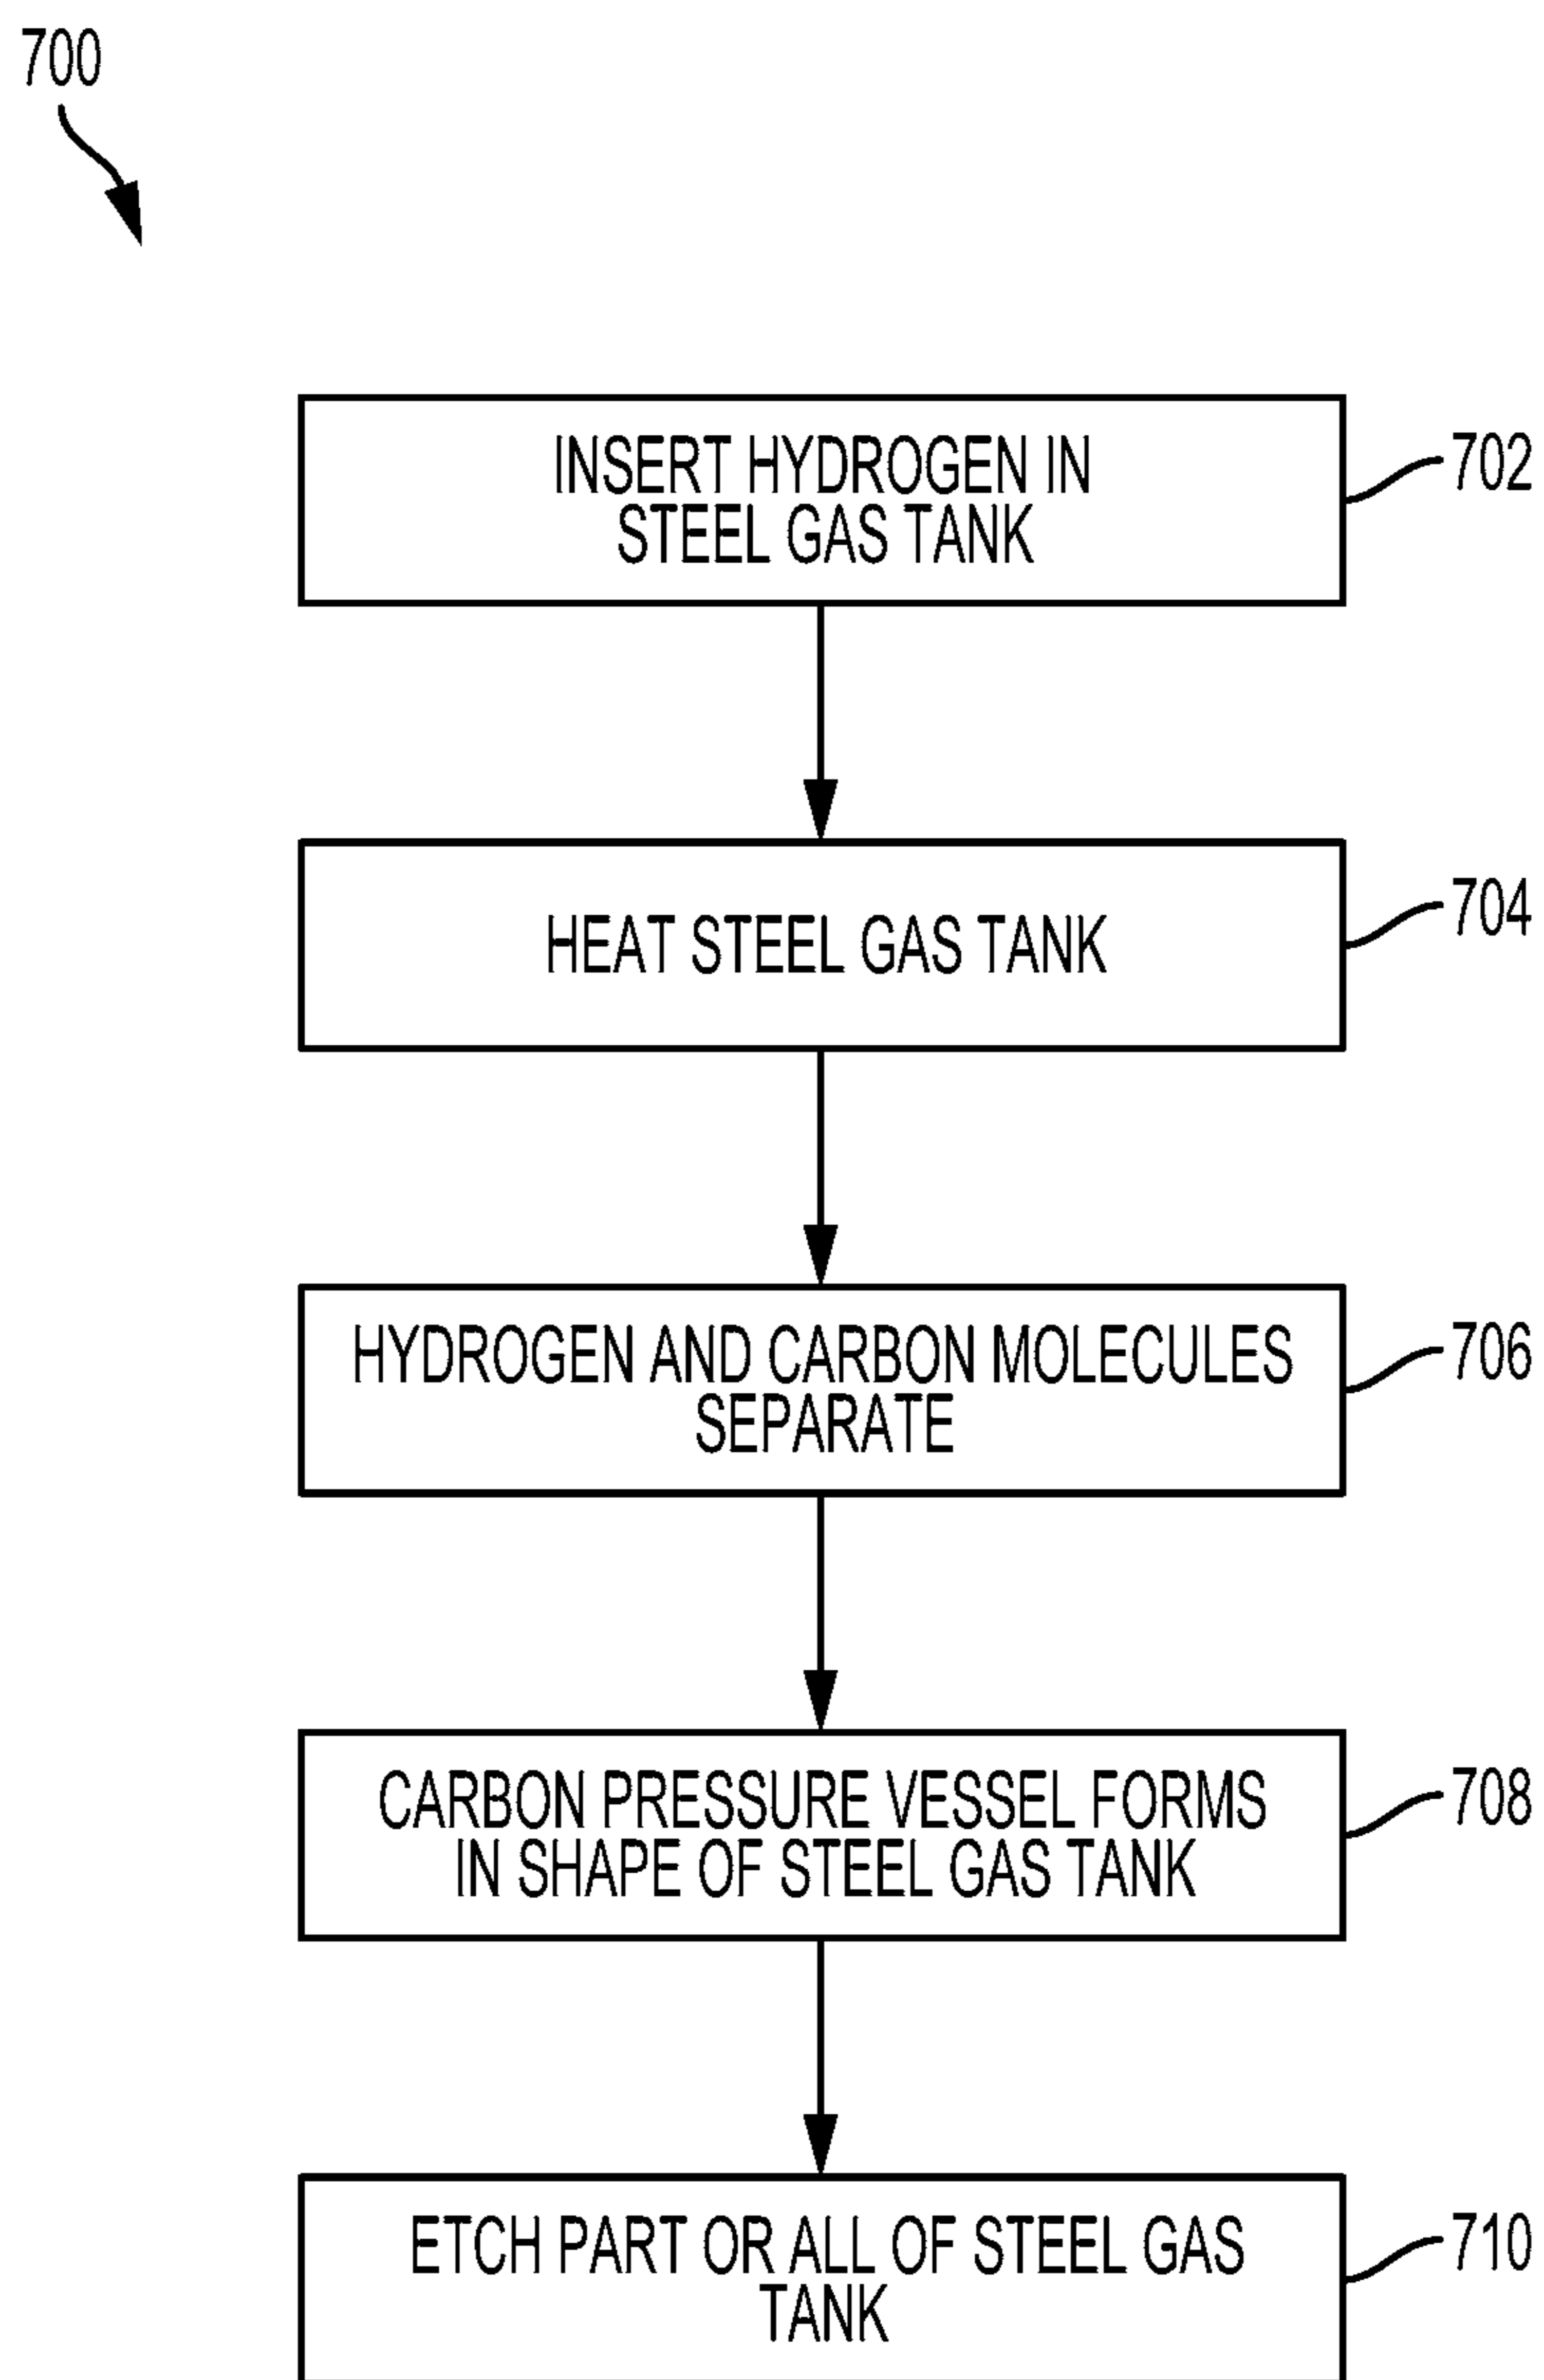 700
INSERT HYDROGEN IN
STEEL GAS TANK
702
HEAT STEEL GAS TANK
704
HYDROGEN AND CARBON MOLECULES
SEPARATE
706
CARBON PRESSURE VESSEL FORMS
IN SHAPE OF STEEL GAS TANK
708
ETCH PART OR ALL OF STEEL GAS
TANK
710